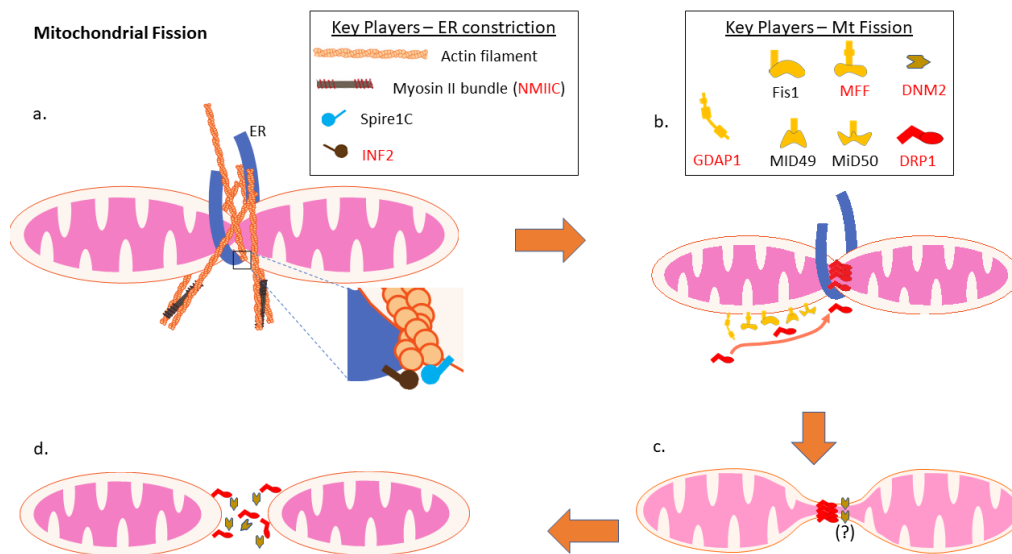 Mitochondrial Fission
Key Players – ER constriction
Actin filament
Myosin II bundle (NMIIC)
Spire1C
INF2
Key Players – Mt Fission
Fis1
MFF
DNM2
GDAP1
MID49
MiD50
DRP1
a.
ER
b.
c.
(?)
d.